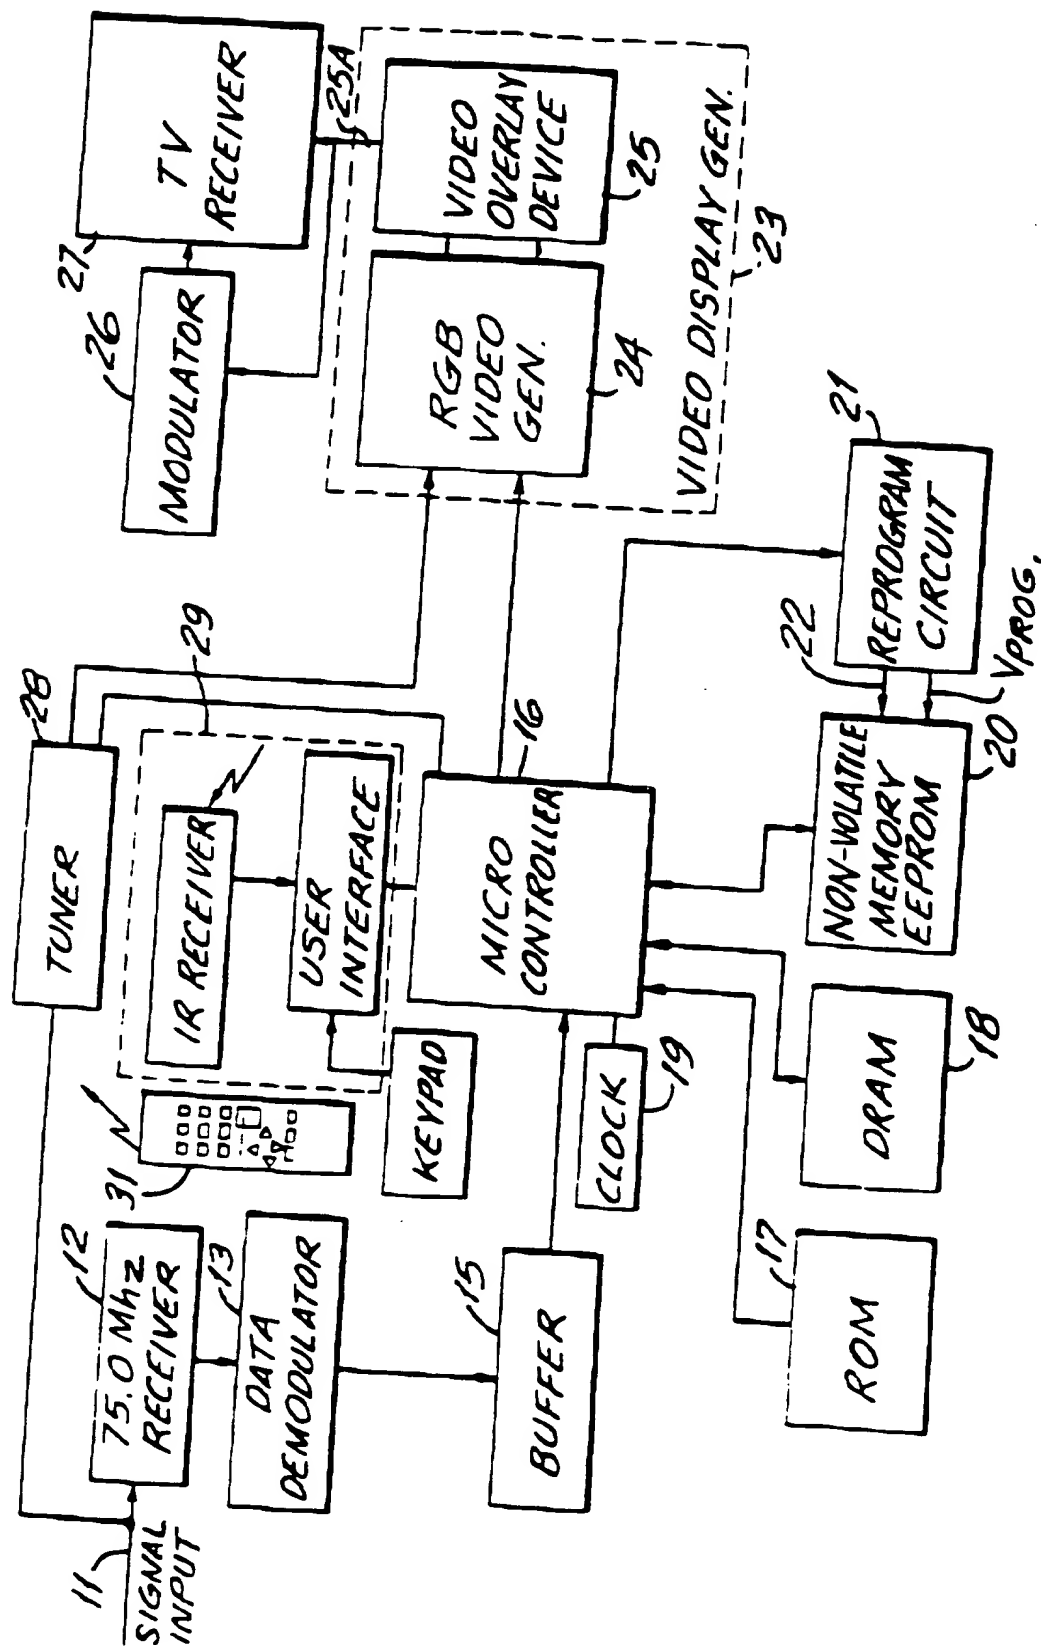 11
SIGNAL
INPUT
12
75.0 Mhz
RECEIVER
13
DATA
DEMODULATOR
15
BUFFER
17
ROM
31
KEYPAD
CLOCK
19
DRAM
18
28
TUNER
29
IR RECEIVER
USER
INTERFACE
16
MICRO
CONTROLLER
NON-VOLATILE
MEMORY
EEPROM
20
22
VPROG.
21
REPROGRAM
CIRCUIT
26
MODULATOR
27
TV
RECEIVER
25A
RGB
VIDEO
GEN.
24
VIDEO
OVERLAY
DEVICE
25
VIDEO DISPLAY GEN.
23